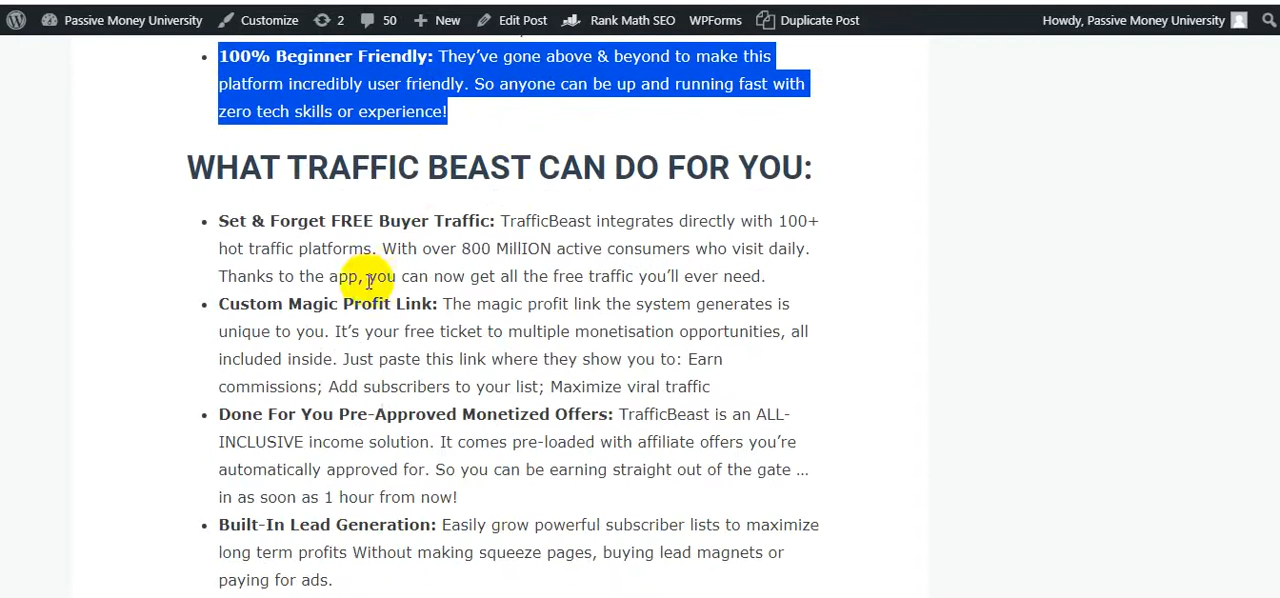 Passive Money University Customize 2 50 New Edit Post Rank Math SEO WPForms Duplicate Post Howdy, Passive Money University
100% Beginner Friendly: They’ve gone above & beyond to make this
platform incredibly user friendly. So anyone can be up and running fast with
zero tech skills or experience!
WHAT TRAFFIC BEAST CAN DO FOR YOU:
Set & Forget FREE Buyer Traffic: TrafficBeast integrates directly with 100+
hot traffic platforms. With over 800 MillION active consumers who visit daily.
Thanks to the app, you can now get all the free traffic you’ll ever need.
Custom Magic Profit Link: The magic profit link the system generates is
unique to you. It’s your free ticket to multiple monetisation opportunities, all
included inside. Just paste this link where they show you to: Earn
commissions; Add subscribers to your list; Maximize viral traffic
Done For You Pre-Approved Monetized Offers: TrafficBeast is an ALL-
INCLUSIVE income solution. It comes pre-loaded with affiliate offers you’re
automatically approved for. So you can be earning straight out of the gate …
in as soon as 1 hour from now!
Built-In Lead Generation: Easily grow powerful subscriber lists to maximize
long term profits Without making squeeze pages, buying lead magnets or
paying for ads.